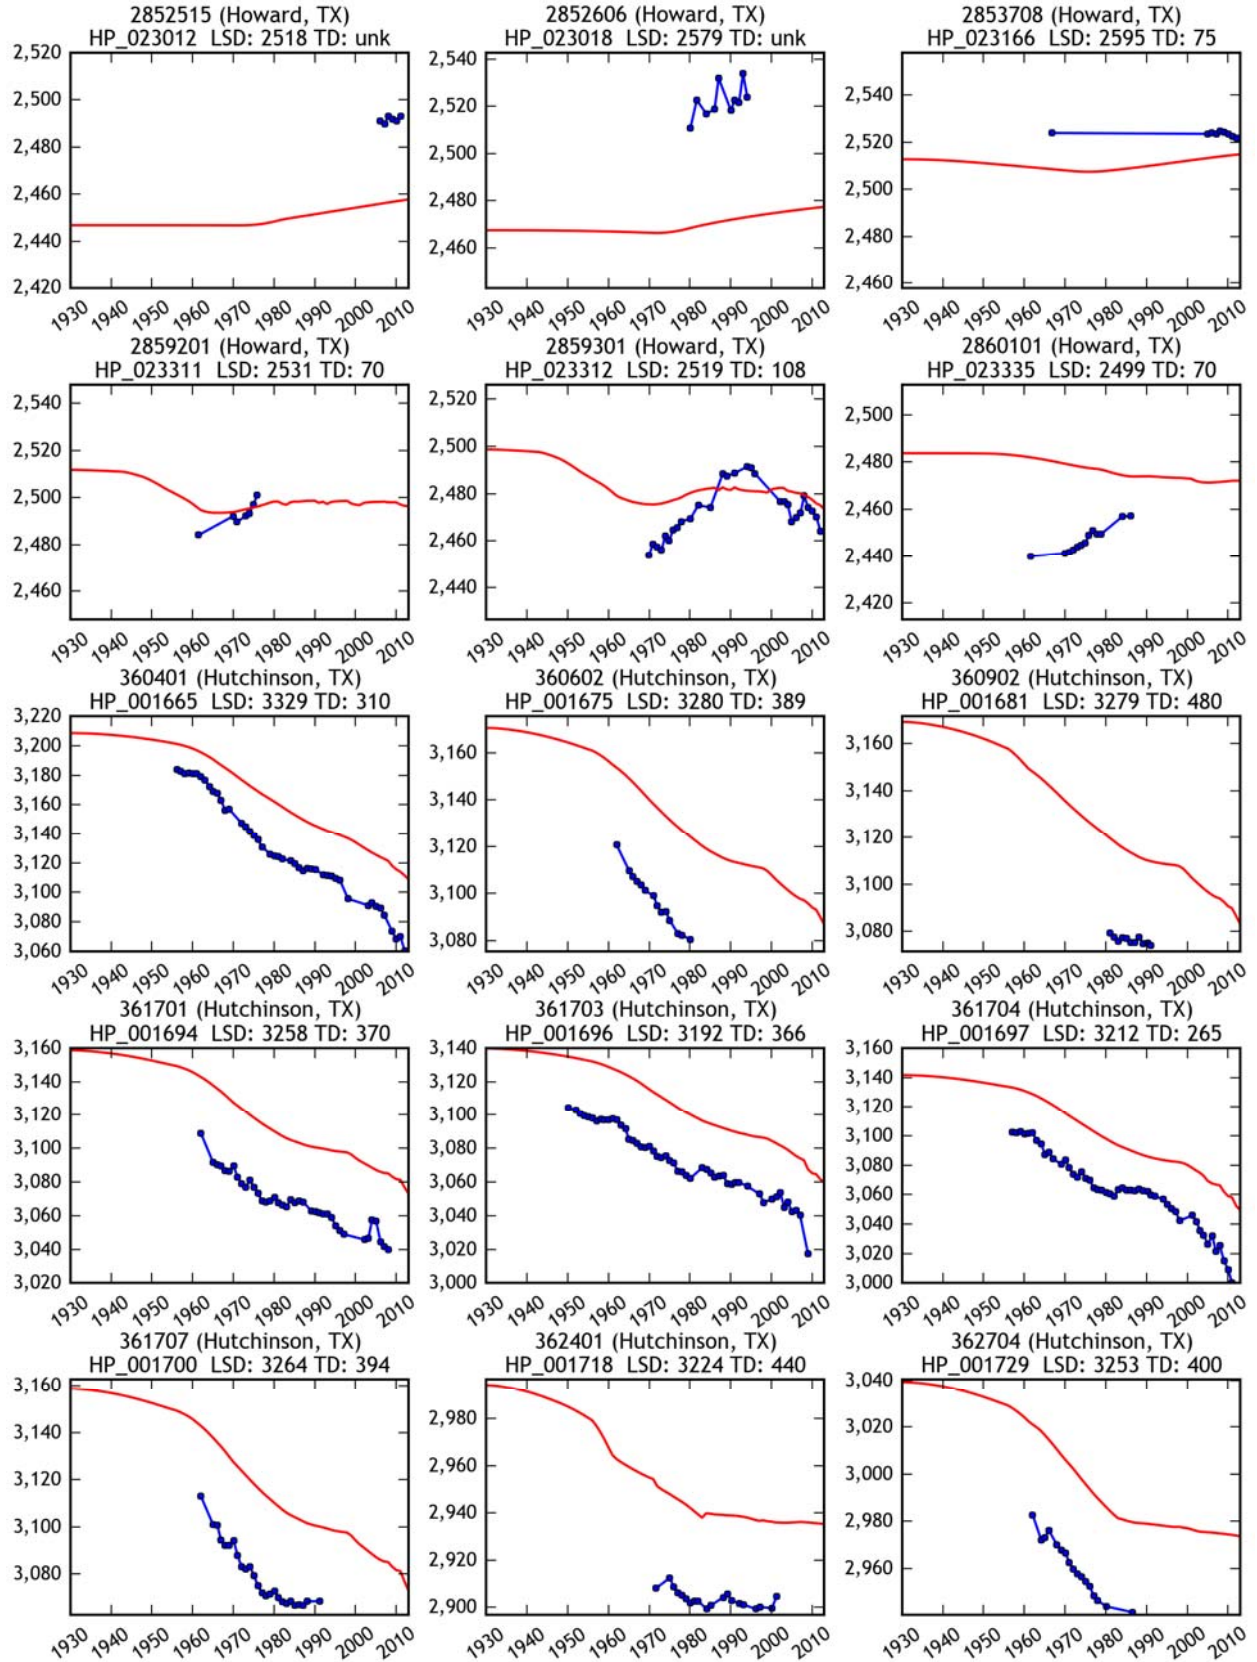 2852515 (Howard, TX)
HP_023012 LSD: 2518 TD: unk
2,520
2,500
2,480
2,460
2,440
2,420
1930 1940 1950 1960 1970 1980 1990 2000 2010
2852606 (Howard, TX)
HP_023018 LSD: 2579 TD: unk
2,540
2,520
2,500
2,480
2,460
1930 1940 1950 1960 1970 1980 1990 2000 2010
2853708 (Howard, TX)
HP_023166 LSD: 2595 TD: 75
2,540
2,520
2,500
2,480
2,460
1930 1940 1950 1960 1970 1980 1990 2000 2010
2859201 (Howard, TX)
HP_023311 LSD: 2531 TD: 70
2,540
2,520
2,500
2,480
2,460
1930 1940 1950 1960 1970 1980 1990 2000 2010
2859301 (Howard, TX)
HP_023312 LSD: 2519 TD: 108
2,520
2,500
2,480
2,460
2,440
1930 1940 1950 1960 1970 1980 1990 2000 2010
2860101 (Howard, TX)
HP_023335 LSD: 2499 TD: 70
2,500
2,480
2,460
2,440
2,420
1930 1940 1950 1960 1970 1980 1990 2000 2010
360401 (Hutchinson, TX)
HP_001665 LSD: 3329 TD: 310
3,220
3,200
3,180
3,160
3,140
3,120
3,100
3,080
3,060
1930 1940 1950 1960 1970 1980 1990 2000 2010
360602 (Hutchinson, TX)
HP_001675 LSD: 3280 TD: 389
3,160
3,140
3,120
3,100
3,080
1930 1940 1950 1960 1970 1980 1990 2000 2010
360902 (Hutchinson, TX)
HP_001681 LSD: 3279 TD: 480
3,160
3,140
3,120
3,100
3,080
1930 1940 1950 1960 1970 1980 1990 2000 2010
361701 (Hutchinson, TX)
HP_001694 LSD: 3258 TD: 370
3,160
3,140
3,120
3,100
3,080
3,060
3,040
3,020
1930 1940 1950 1960 1970 1980 1990 2000 2010
361703 (Hutchinson, TX)
HP_001696 LSD: 3192 TD: 366
3,140
3,120
3,100
3,080
3,060
3,040
3,020
3,000
1930 1940 1950 1960 1970 1980 1990 2000 2010
361704 (Hutchinson, TX)
HP_001697 LSD: 3212 TD: 265
3,160
3,140
3,120
3,100
3,080
3,060
3,040
3,020
3,000
1930 1940 1950 1960 1970 1980 1990 2000 2010
361707 (Hutchinson, TX)
HP_001700 LSD: 3264 TD: 394
3,160
3,140
3,120
3,100
3,080
1930 1940 1950 1960 1970 1980 1990 2000 2010
362401 (Hutchinson, TX)
HP_001718 LSD: 3224 TD: 440
2,980
2,960
2,940
2,920
2,900
1930 1940 1950 1960 1970 1980 1990 2000 2010
362704 (Hutchinson, TX)
HP_001729 LSD: 3253 TD: 400
3,040
3,020
3,000
2,980
2,960
1930 1940 1950 1960 1970 1980 1990 2000 2010